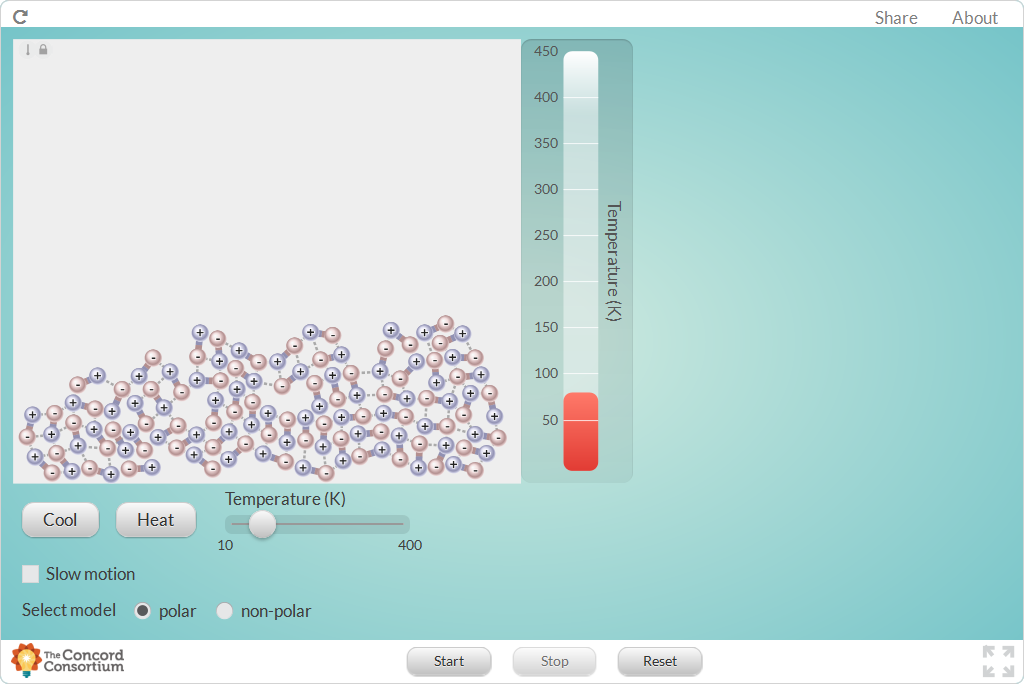 Share About
450
400
350
300
250
200
150
100
50
Temperature (K)
Cool Heat
Temperature (K)
10 400
Slow motion
Select model polar non-polar
The Concord
Consortium
Start Stop Reset